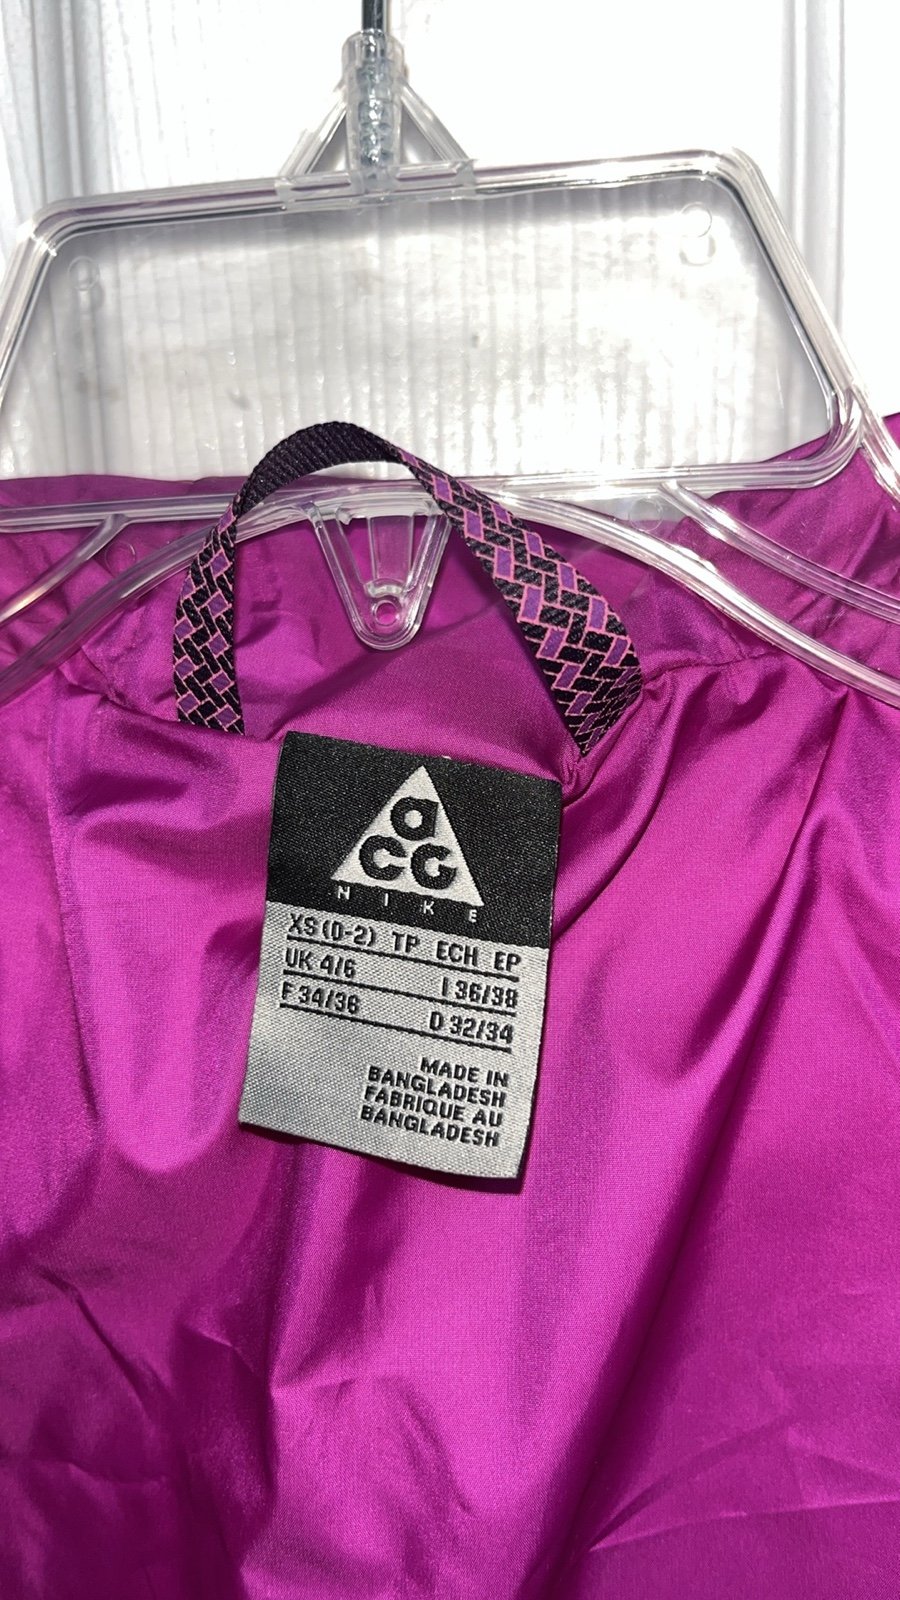 a
CG
NIKE
XS (0-2) TP ECH EP
UK 4/6 I 36/38
F 34/36 D 32/34
MADE IN
BANGLADESH
FABRIQUE AU
BANGLADESH